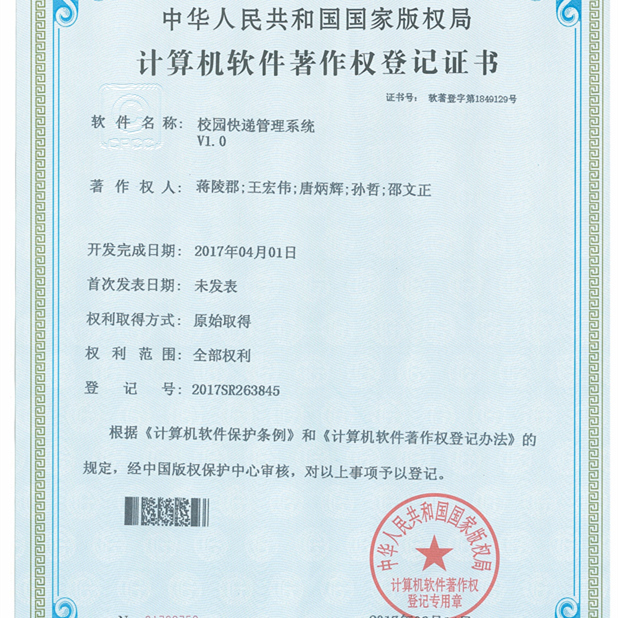 中华人民共和国国家版权局
计算机软件著作权登记证书
证书号： 软著登字第1849129号
软件名称： 校园快递管理系统
V1.0
著作权人： 蒋陵郡;王宏伟;唐炳辉;孙哲;邵文正
开发完成日期： 2017年04月01日
首次发表日期： 未发表
权利取得方式： 原始取得
权利范围： 全部权利
登记号： 2017SR263845
根据《计算机软件保护条例》和《计算机软件著作权登记办法》的
规定，经中国版权保护中心审核，对以上事项予以登记。
中华人民共和国国家版权局
计算机软件著作权
登记专用章
CPCC